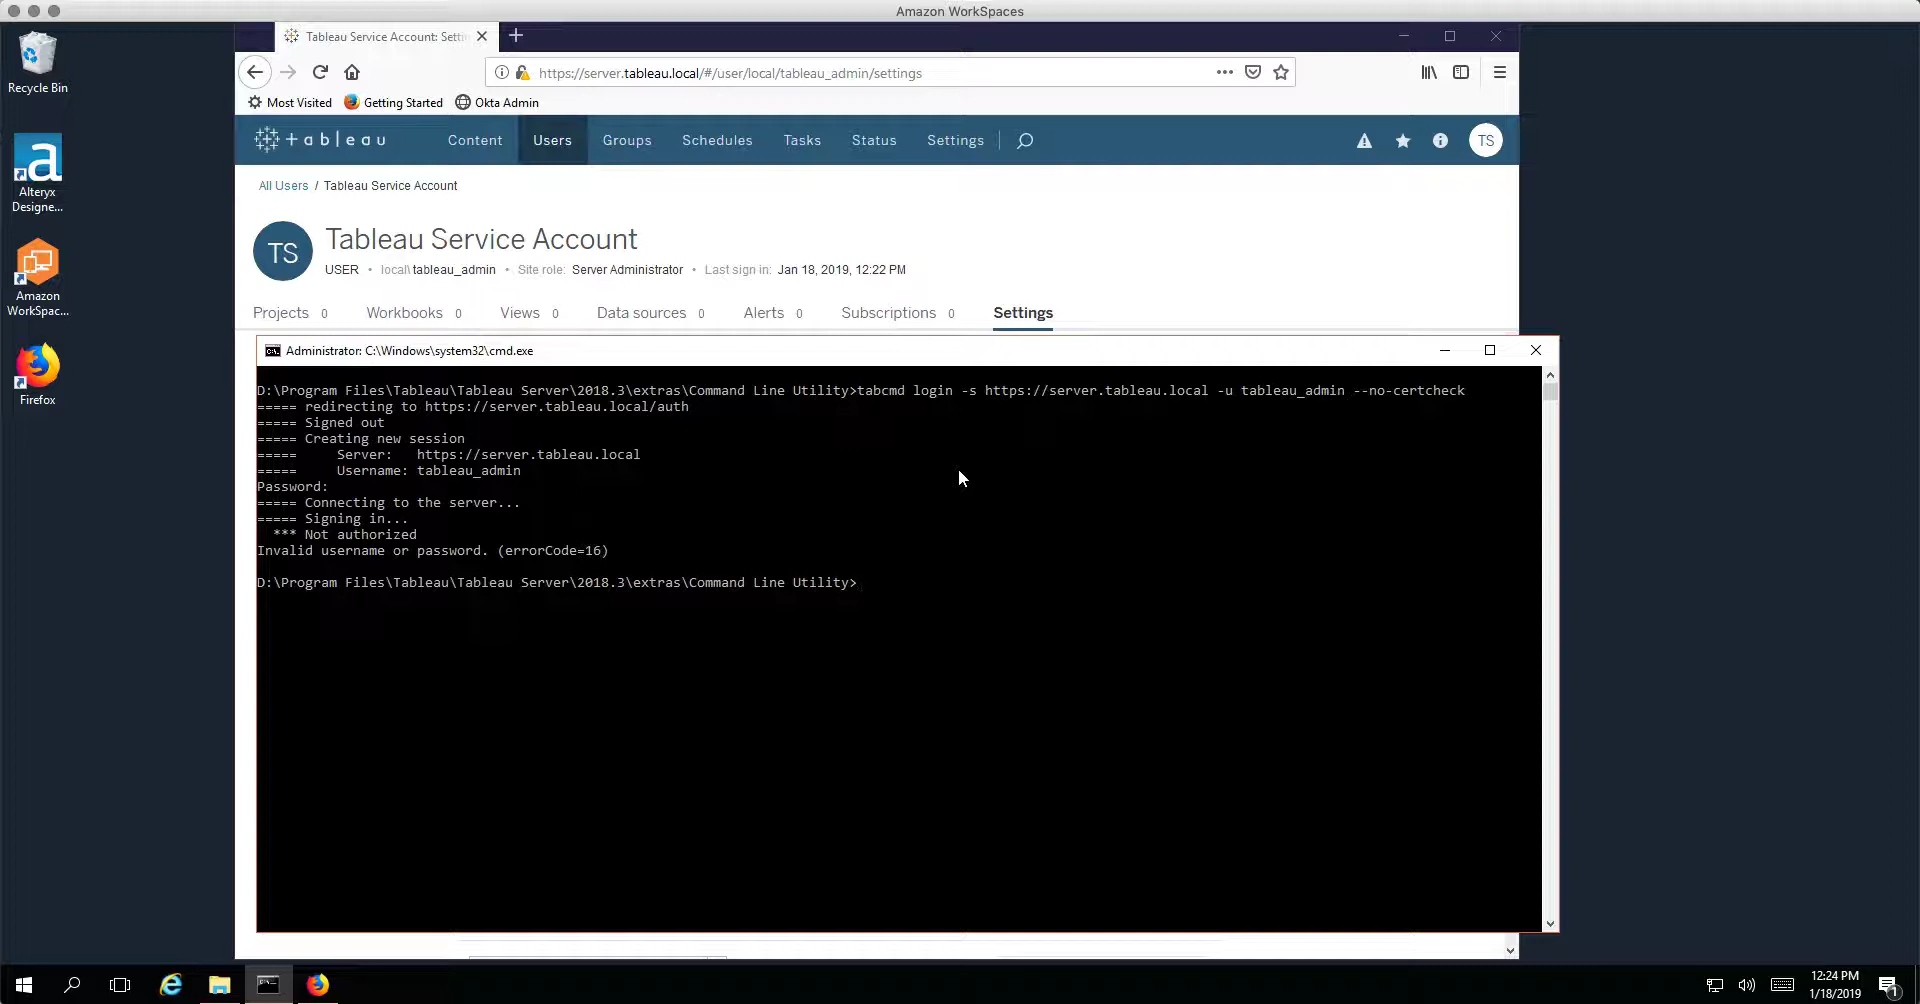 Amazon WorkSpaces
Recycle Bin
Alteryx
Designe...
Amazon
WorkSpac...
Firefox
Tableau Service Account: Setti
https://server.tableau.local/#/user/local/tableau_admin/settings
Most Visited
Getting Started
Okta Admin
+ableau
Content
Users
Groups
Schedules
Tasks
Status
Settings
TS
All Users / Tableau Service Account
TS
Tableau Service Account
USER • local\tableau_admin • Site role: Server Administrator • Last sign in: Jan 18, 2019, 12:22 PM
Projects 0
Workbooks 0
Views 0
Data sources 0
Alerts 0
Subscriptions 0
Settings
Administrator: C:\Windows\system32\cmd.exe
D:\Program Files\Tableau\Tableau Server\2018.3\extras\Command Line Utility>tabcmd login -s https://server.tableau.local -u tableau_admin --no-certcheck
===== redirecting to https://server.tableau.local/auth
===== Signed out
===== Creating new session
=====     Server:   https://server.tableau.local
=====     Username: tableau_admin
Password:
===== Connecting to the server...
===== Signing in...
  *** Not authorized
Invalid username or password. (errorCode=16)
D:\Program Files\Tableau\Tableau Server\2018.3\extras\Command Line Utility>
12:24 PM
1/18/2019
1